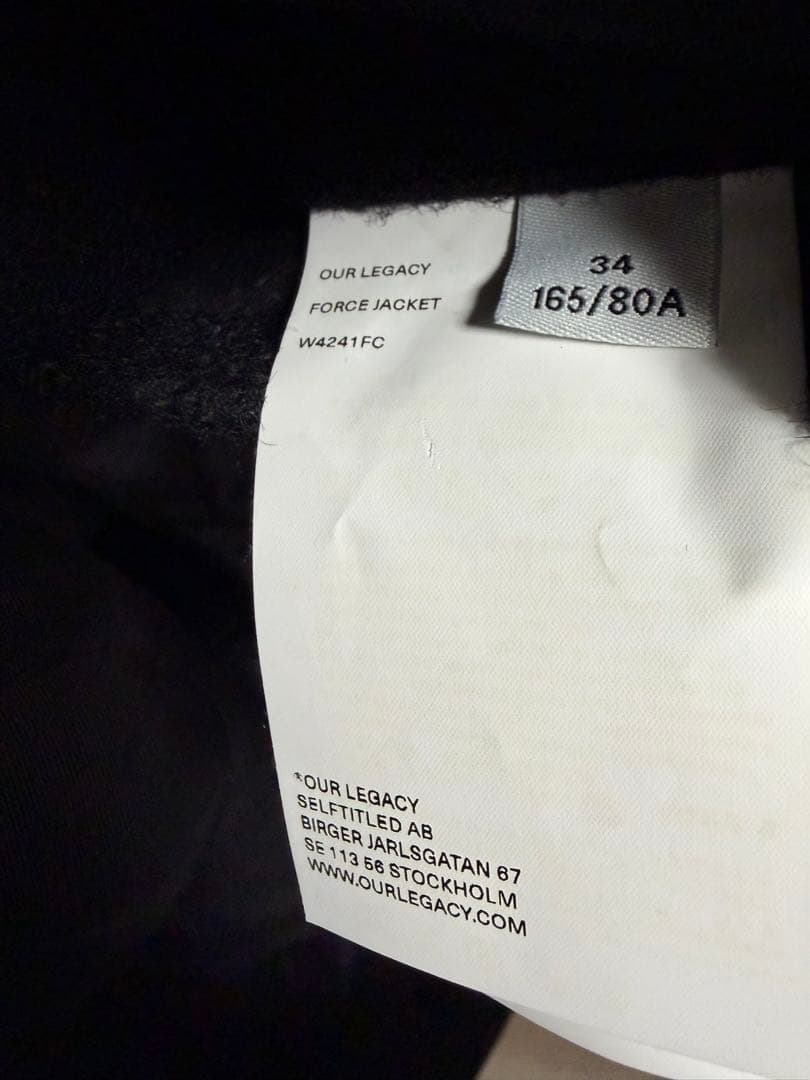 OUR LEGACY
FORCE JACKET
W4241FC
34
165/80A
*OUR LEGACY
SELFTITLED AB
BIRGER JARLSGATAN 67
SE 113 56 STOCKHOLM
WWW.OURLEGACY.COM